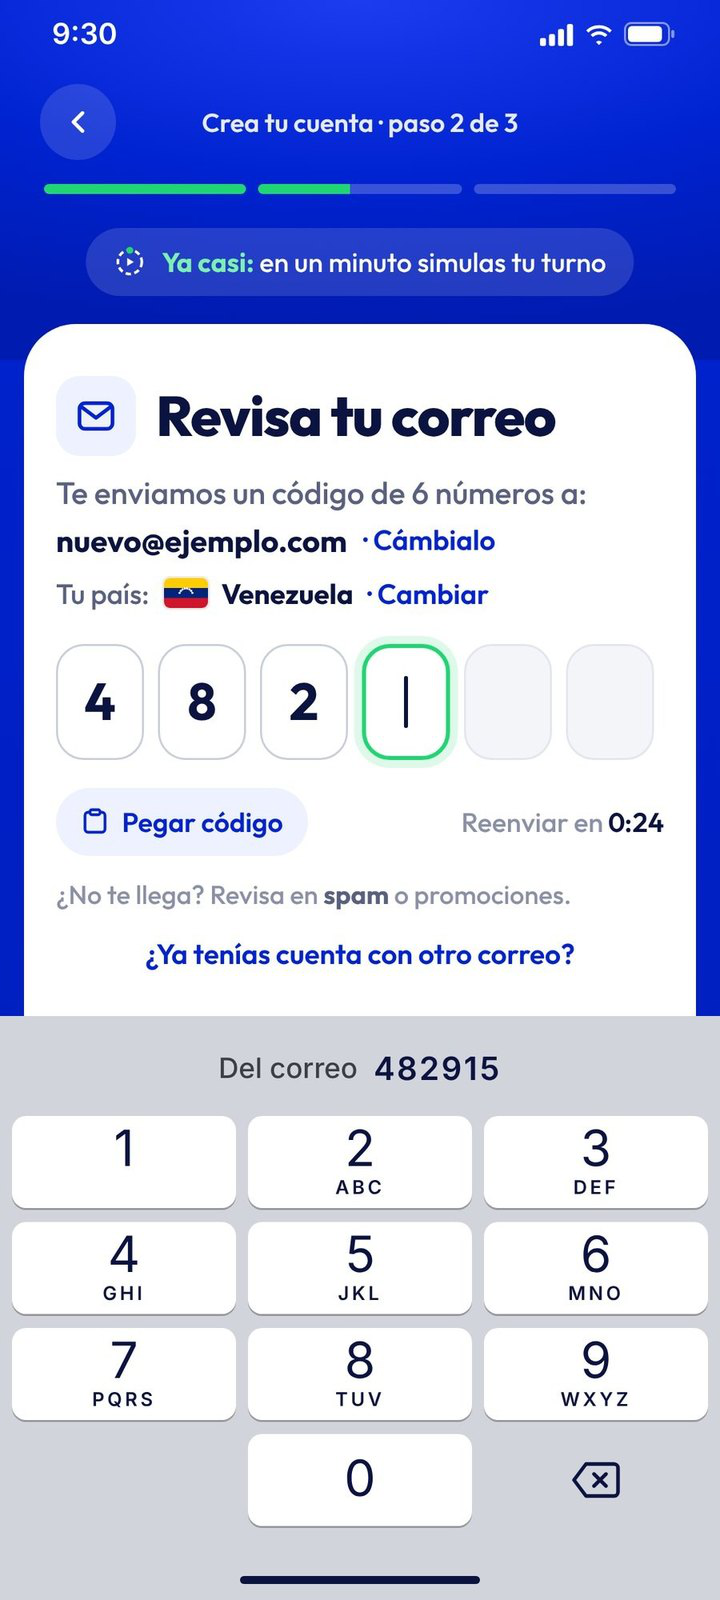 9:30
Crea tu cuenta · paso 2 de 3
Ya casi: en un minuto simulas tu turno
Revisa tu correo
Te enviamos un código de 6 números a:
nuevo@ejemplo.com · Cámbialo
Tu país: Venezuela · Cambiar
4 8 2
Pegar código Reenviar en 0:24
¿No te llega? Revisa en spam o promociones.
¿Ya tenías cuenta con otro correo?
Del correo 482915
1 2 3
ABC DEF
4 5 6
GHI JKL MNO
7 8 9
PQRS TUV WXYZ
0